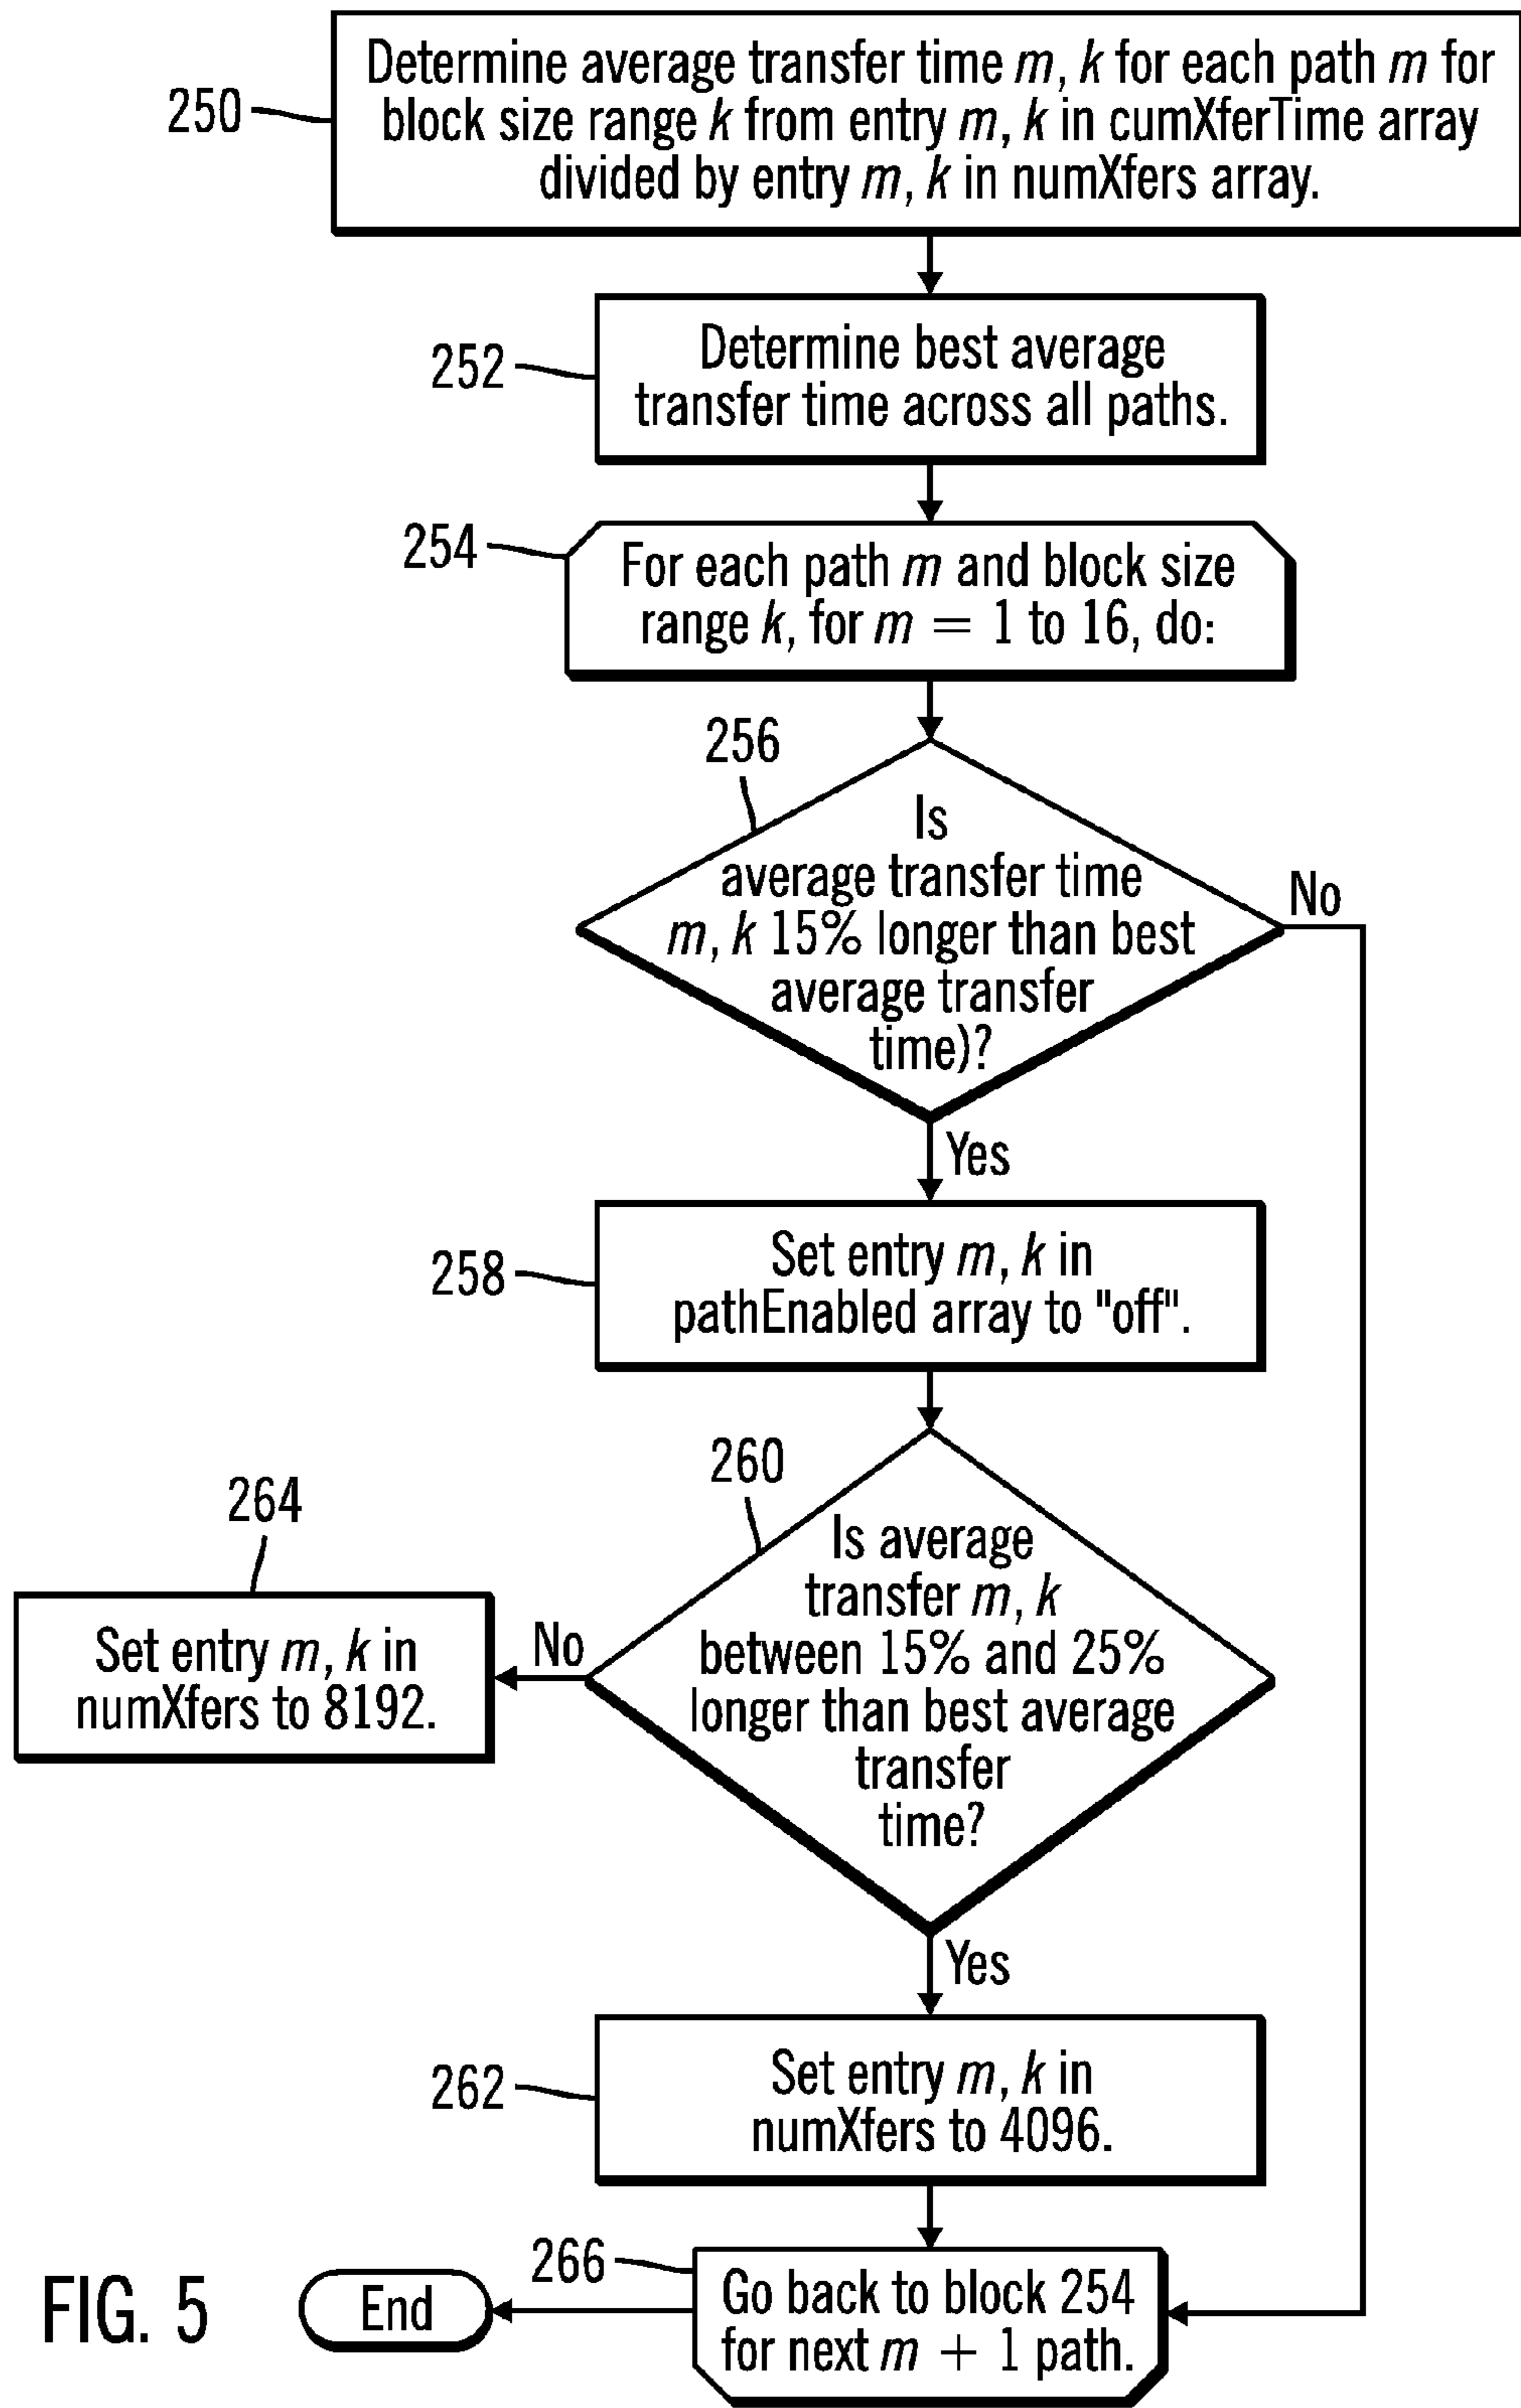 250
Determine average transfer time m, k for each path m for
block size range k from entry m, k in cumXferTime array
divided by entry m, k in numXfers array.
252
Determine best average
transfer time across all paths.
254
For each path m and block size
range k, for m = 1 to 16, do:
256
Is
average transfer time
m, k 15% longer than best
average transfer
time)?
No
Yes
258
Set entry m, k in
pathEnabled array to "off".
260
Is average
transfer m, k
between 15% and 25%
longer than best average
transfer
time?
No
264
Set entry m, k in
numXfers to 8192.
Yes
262
Set entry m, k in
numXfers to 4096.
266
Go back to block 254
for next m + 1 path.
End
FIG. 5